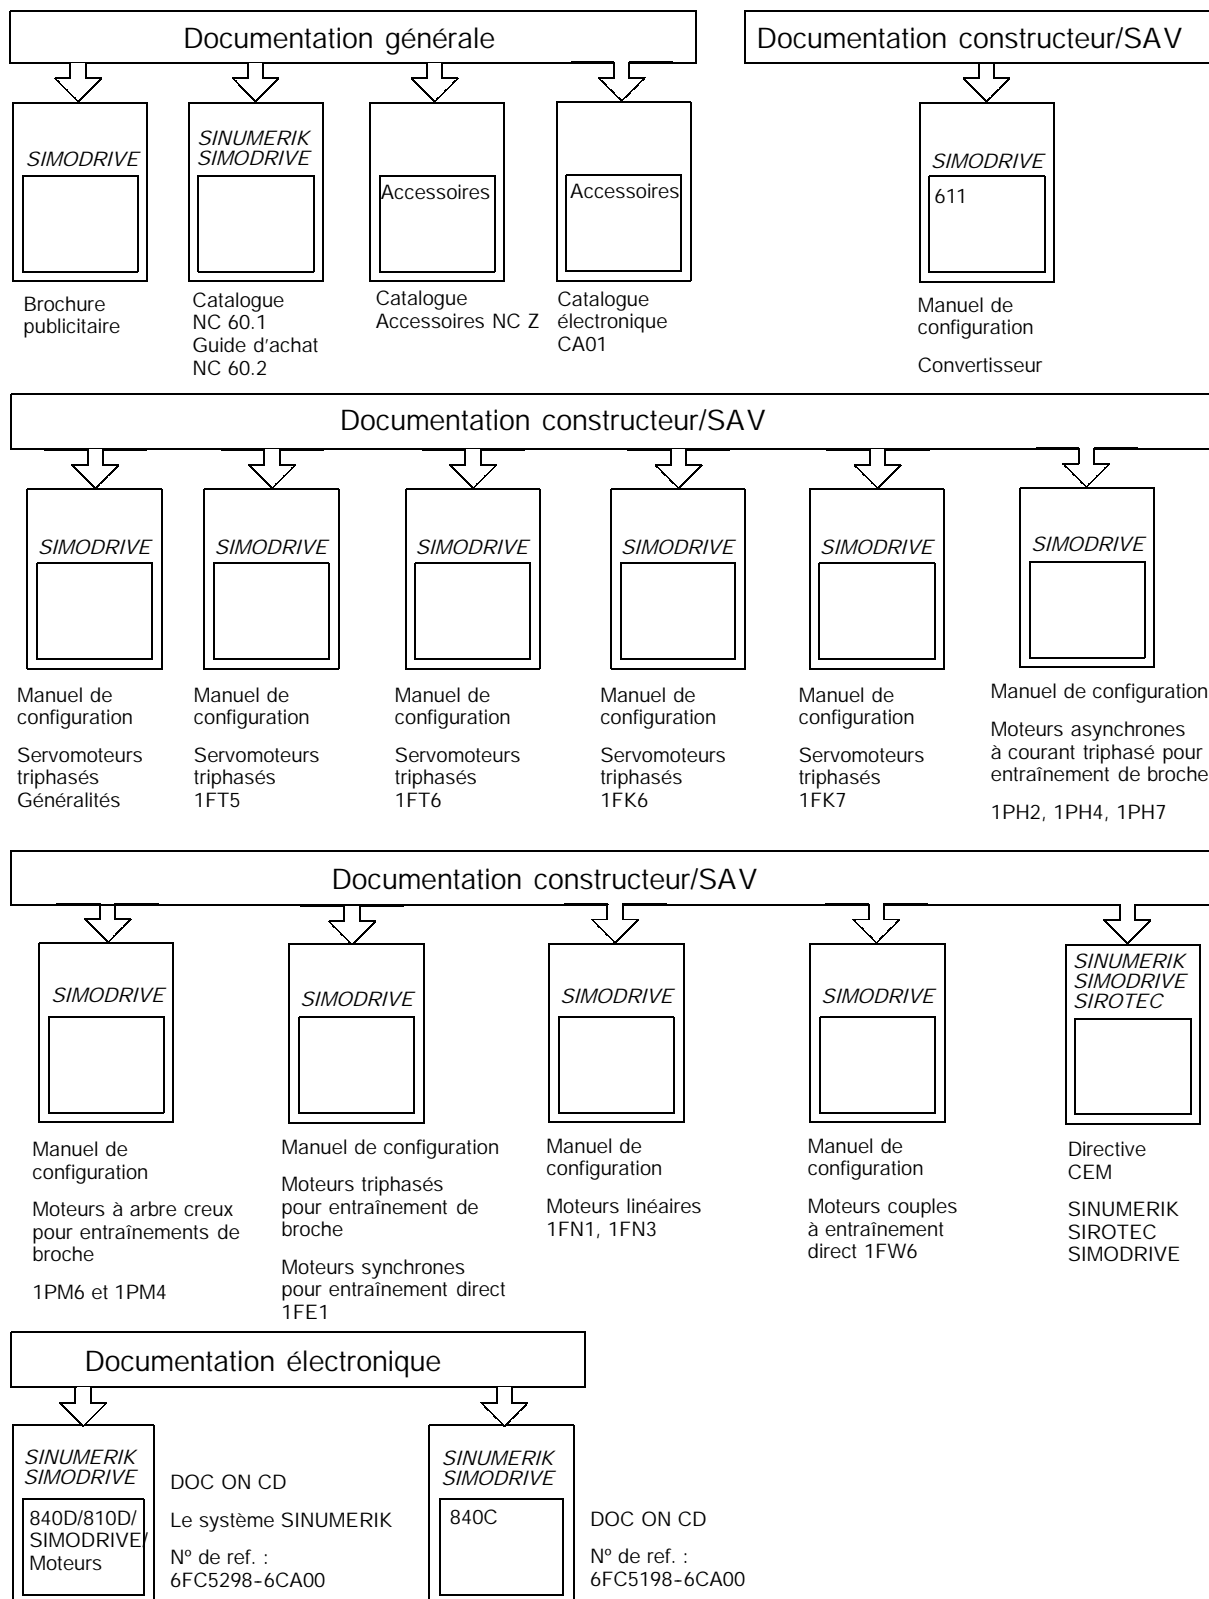 Documentation générale
Documentation constructeur/SAV
SIMODRIVE
Brochure
publicitaire
SINUMERIK
SIMODRIVE
Catalogue
NC 60.1
Guide d'achat
NC 60.2
Accessoires
Catalogue
Accessoires NC Z
Accessoires
Catalogue
électronique
CA01
SIMODRIVE
611
Manuel de
configuration
Convertisseur
Documentation constructeur/SAV
SIMODRIVE
Manuel de
configuration
Servomoteurs
triphasés
Généralités
SIMODRIVE
Manuel de
configuration
Servomoteurs
triphasés
1FT5
SIMODRIVE
Manuel de
configuration
Servomoteurs
triphasés
1FT6
SIMODRIVE
Manuel de
configuration
Servomoteurs
triphasés
1FK6
SIMODRIVE
Manuel de
configuration
Servomoteurs
triphasés
1FK7
SIMODRIVE
Manuel de configuration
Moteurs asynchrones
à courant triphasé pour
entraînement de broche
1PH2, 1PH4, 1PH7
Documentation constructeur/SAV
SIMODRIVE
Manuel de
configuration
Moteurs à arbre creux
pour entraînements de
broche
1PM6 et 1PM4
SIMODRIVE
Manuel de configuration
Moteurs triphasés
pour entraînement de
broche
Moteurs synchrones
pour entraînement direct
1FE1
SIMODRIVE
Manuel de
configuration
Moteurs linéaires
1FN1, 1FN3
SIMODRIVE
Manuel de
configuration
Moteurs couples
à entraînement
direct 1FW6
SINUMERIK
SIMODRIVE
SIROTEC
Directive
CEM
SINUMERIK
SIROTEC
SIMODRIVE
Documentation électronique
SINUMERIK
SIMODRIVE
840D/810D/
SIMODRIVE/
Moteurs
DOC ON CD
Le système SINUMERIK
Nº de ref. :
6FC5298-6CA00
SINUMERIK
SIMODRIVE
840C
DOC ON CD
Nº de ref. :
6FC5198-6CA00